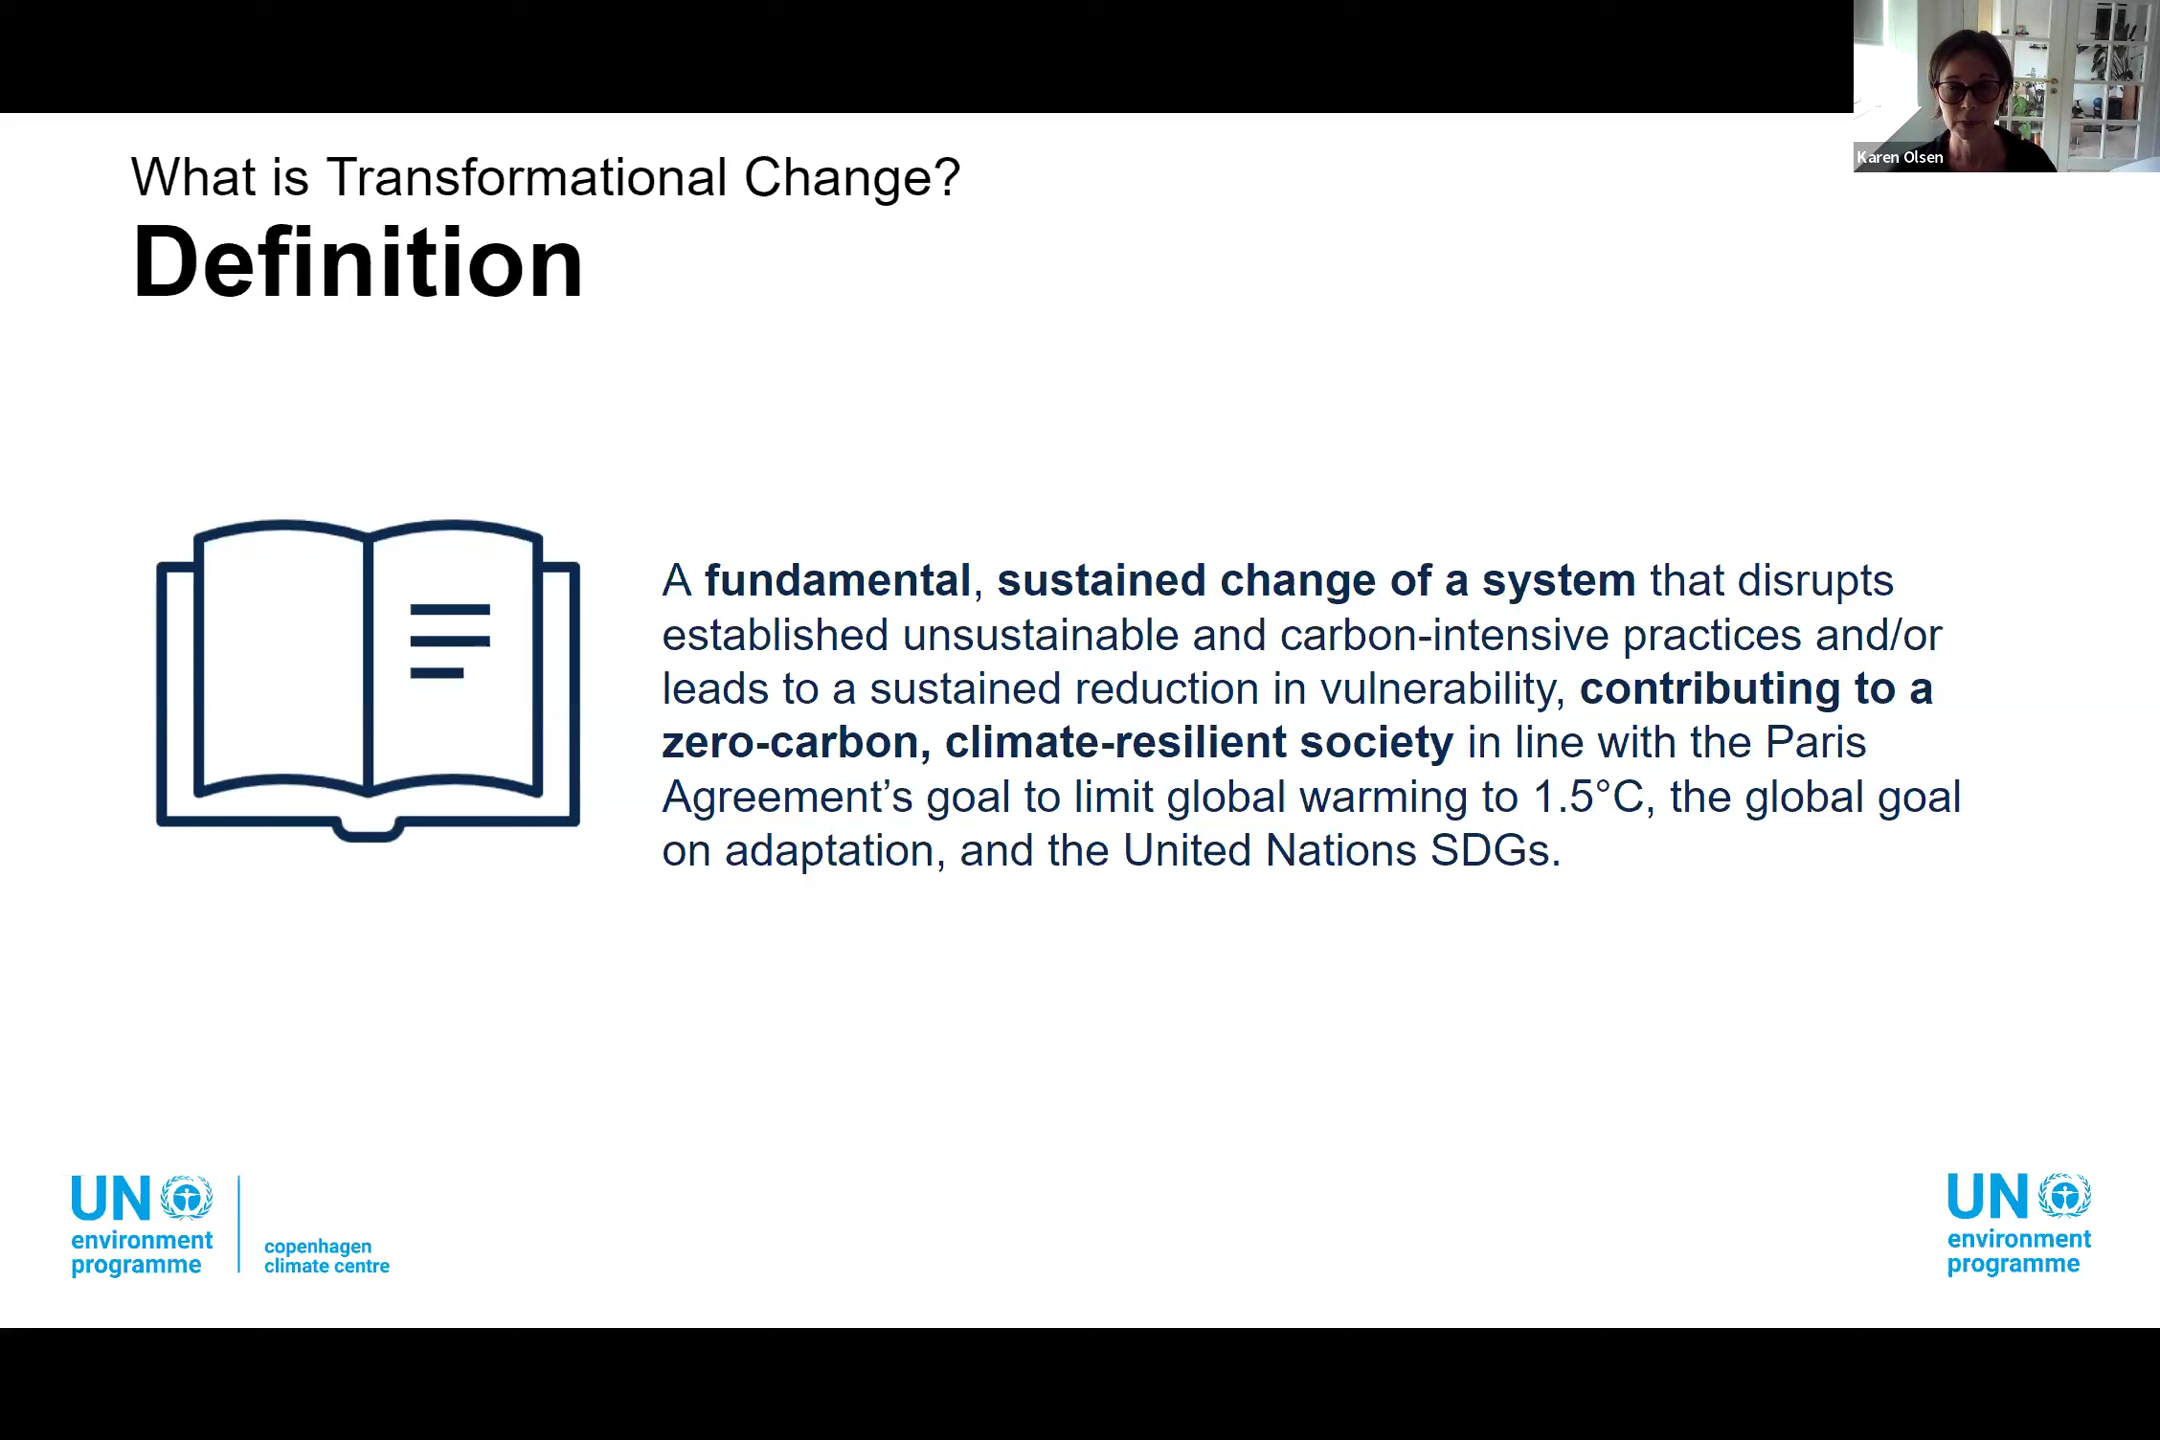 Karen Olsen
What is Transformational Change?
Definition
A fundamental, sustained change of a system that disrupts
established unsustainable and carbon-intensive practices and/or
leads to a sustained reduction in vulnerability, contributing to a
zero-carbon, climate-resilient society in line with the Paris
Agreement’s goal to limit global warming to 1.5°C, the global goal
on adaptation, and the United Nations SDGs.
UN
environment
programme
copenhagen
climate centre
UN
environment
programme